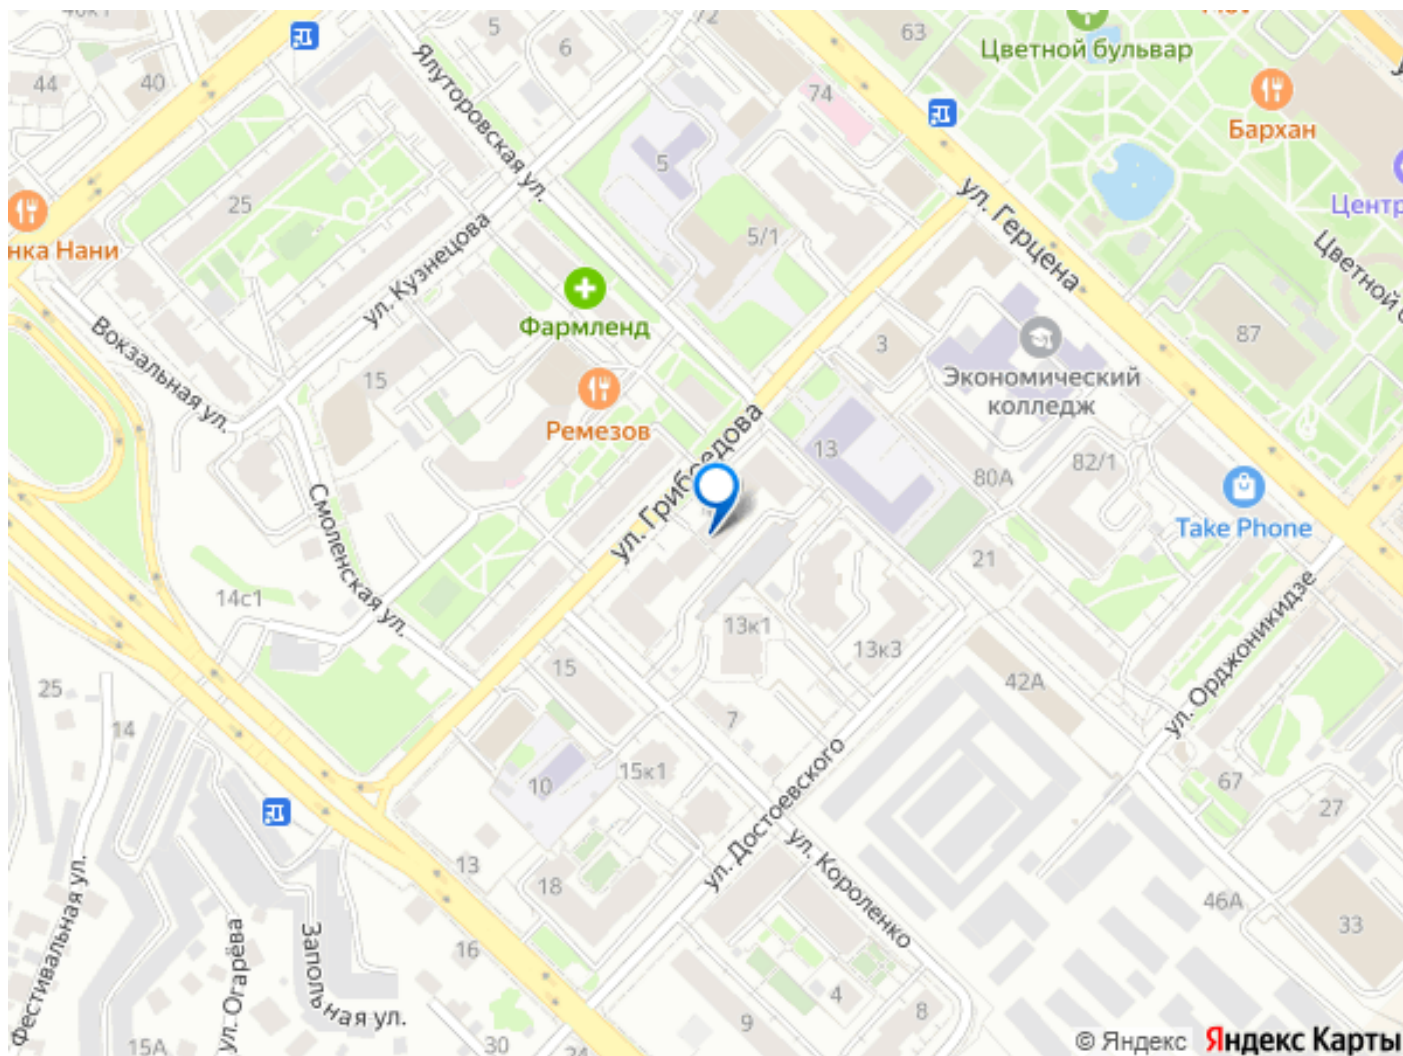 5
6
63
Цветной бульвар
44
40
Ялуторовская ул.
74
Бархан
5
ул. Герцена
25
Центр
5/1
нка Нани
ул. Кузнецова
Цветной б
Фармленд
Вокзальная ул.
3
87
15
Экономический
колледж
Ремезов
ул. Грибоедова
13
82/1
80А
Смоленская ул.
Take Phone
21
14с1
13к1
13к3
ул. Орджоникидзе
15
25
42А
14
7
10
15к1
67
27
ул. Достоевского
13
18
ул. Короленко
46А
Фестивальная ул.
ул. Огарёва
Запольная ул.
16
33
4
8
9
15А
30
© Яндекс Яндекс Карты